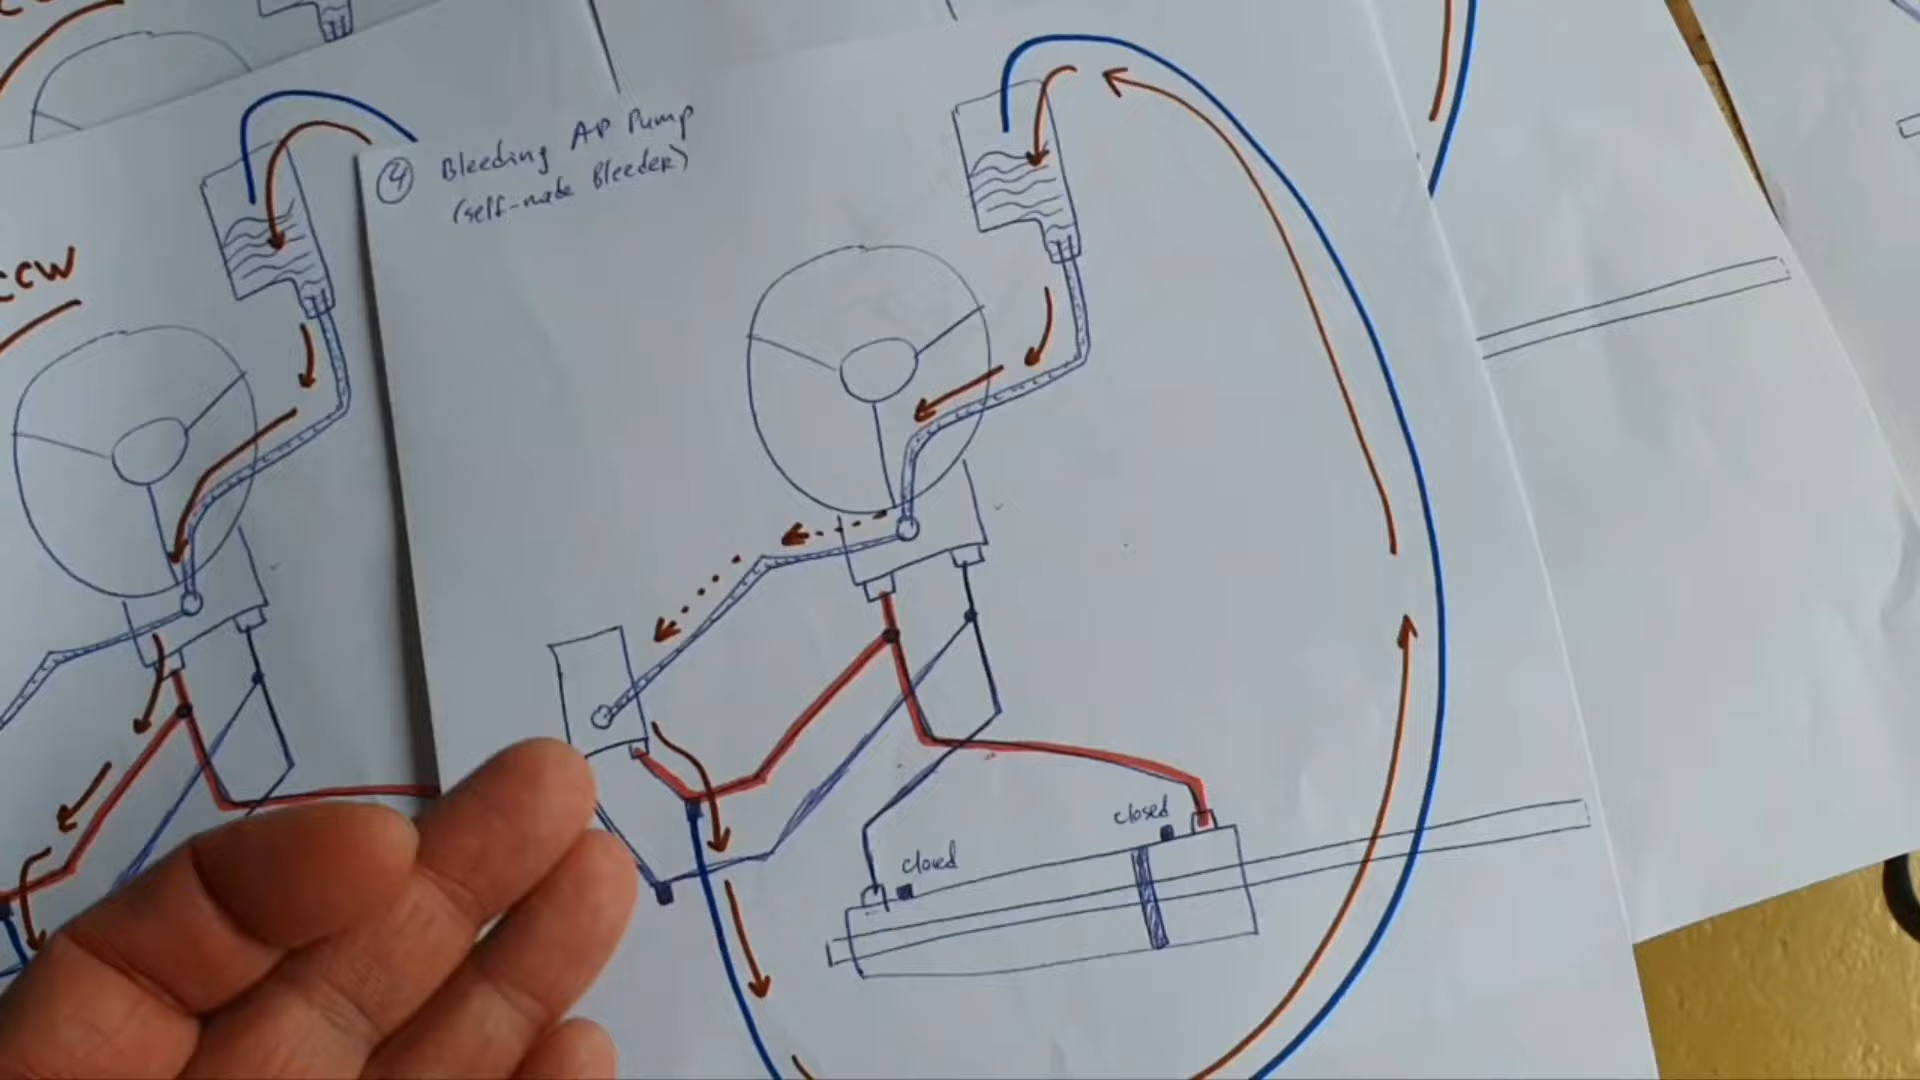 CCW
④ Bleeding AP Pump
(self-made Bleeder)
closed
closed